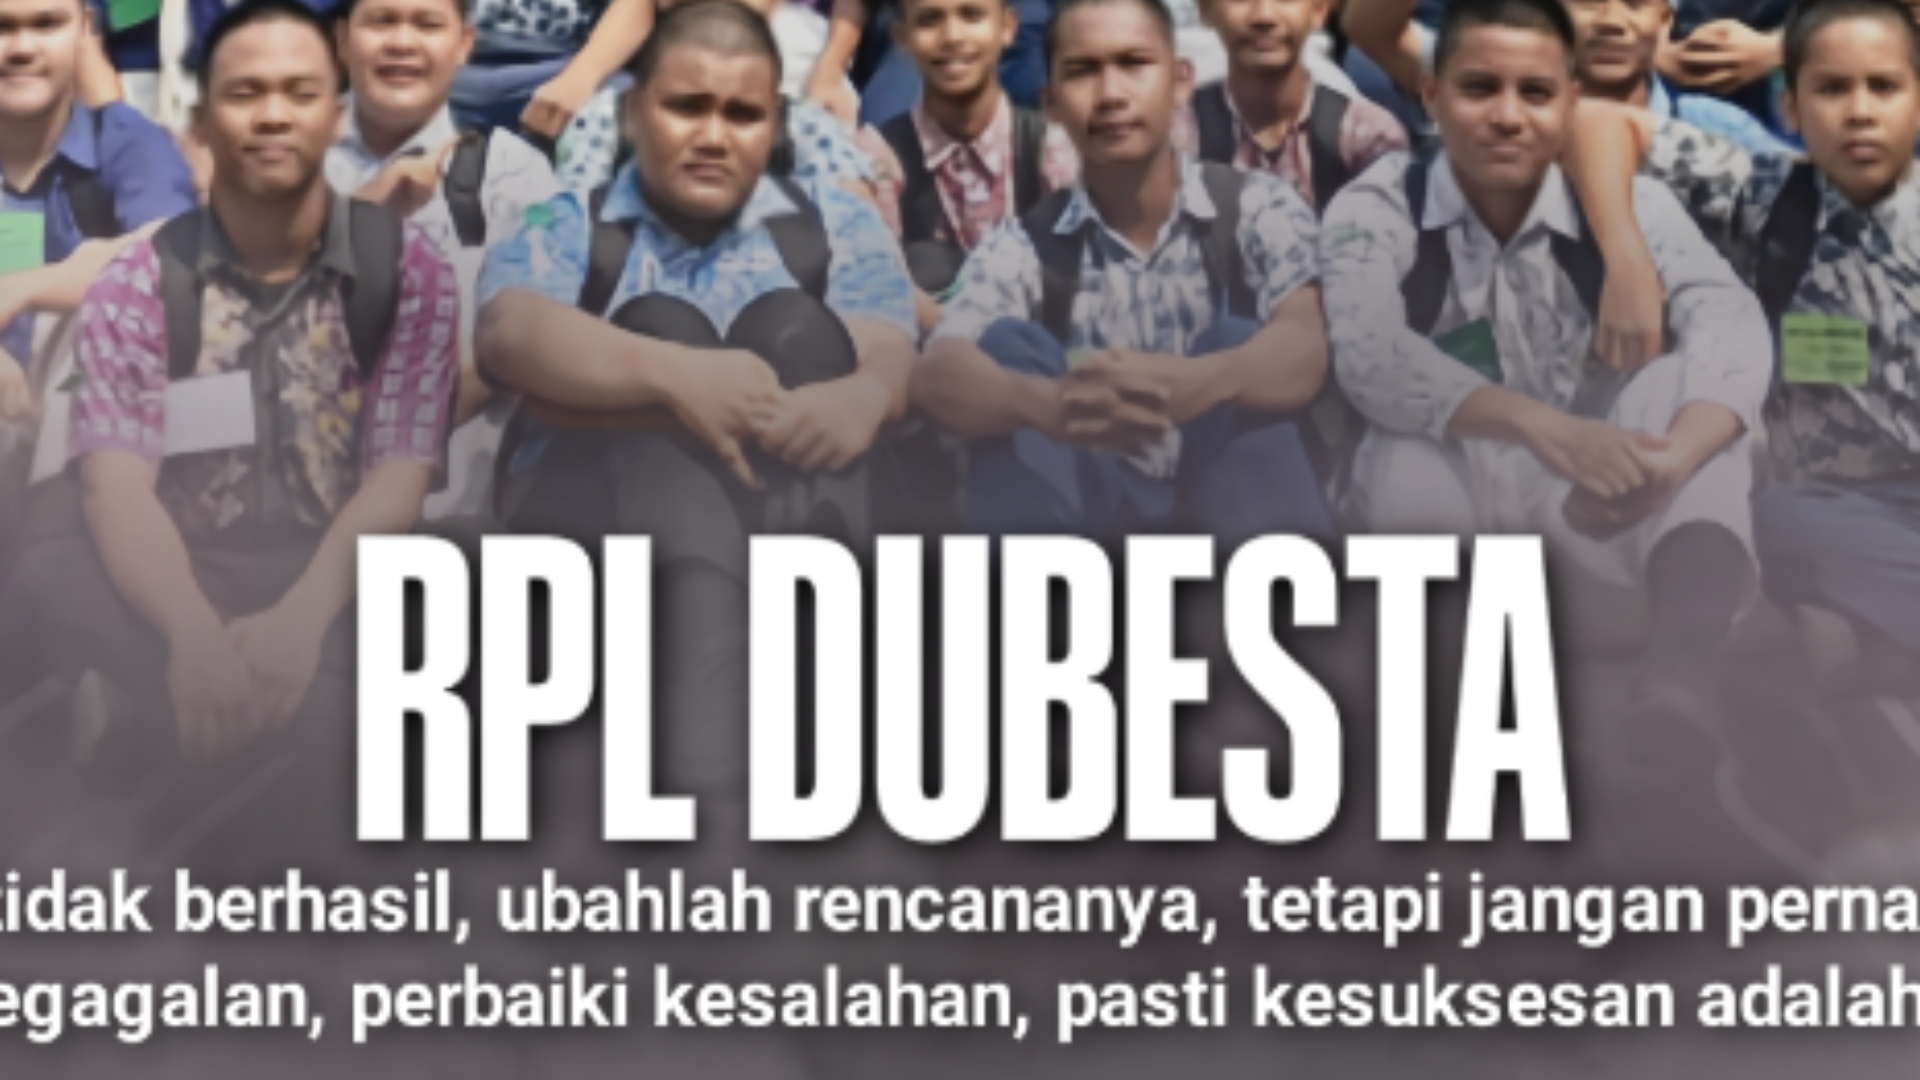 RPL DUBESTA
tidak berhasil, ubahlah rencananya, tetapi jangan perna
egagalan, perbaiki kesalahan, pasti kesuksesan adalah